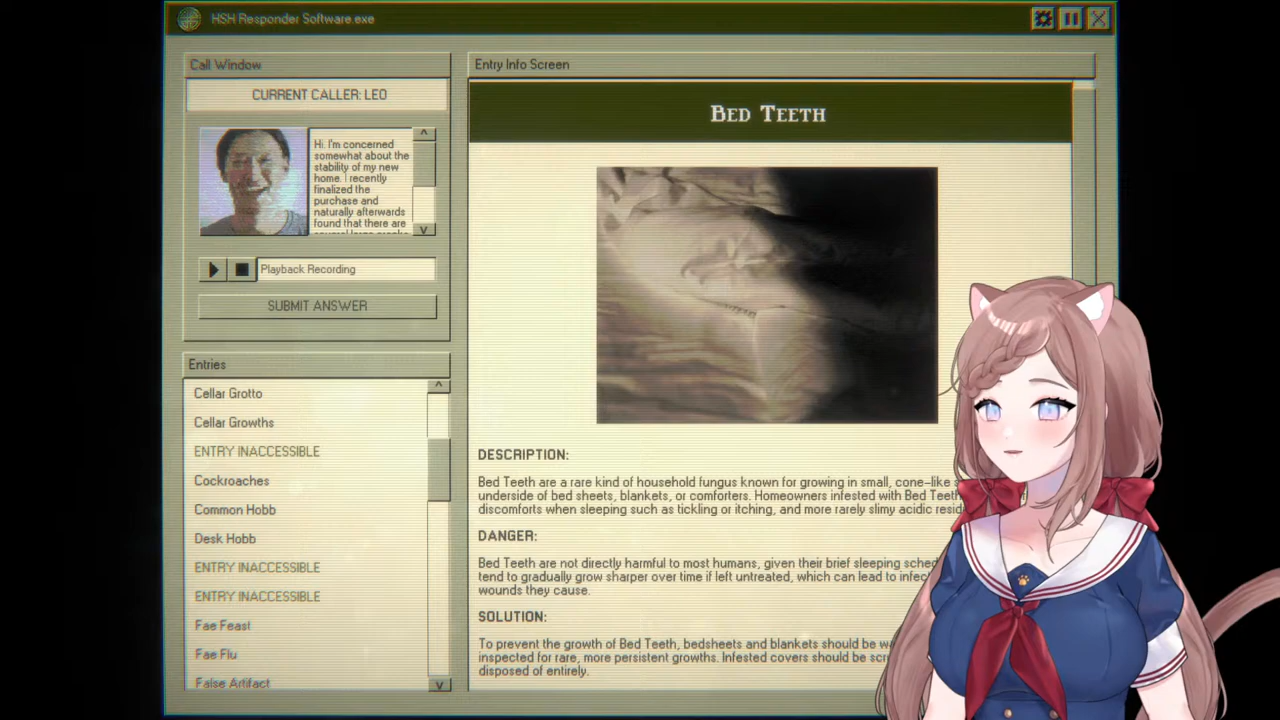 HSH Responder Software.exe
Call Window
CURRENT CALLER: LEO
Hi. I'm concerned
somewhat about the
stability of my new
home. I recently
finalized the
purchase and
naturally afterwards
found that there are
Playback Recording
SUBMIT ANSWER
Entries
Cellar Grotto
Cellar Growths
ENTRY INACCESSIBLE
Cockroaches
Common Hobb
Desk Hobb
ENTRY INACCESSIBLE
ENTRY INACCESSIBLE
Fae Feast
Fae Flu
False Artifact
Entry Info Screen
BED TEETH
DESCRIPTION:
Bed Teeth are a rare kind of household fungus known for growing in small, cone-like
underside of bed sheets, blankets, or comforters. Homeowners infested with Bed Teeth
discomforts when sleeping such as tickling or itching, and more rarely slimy acidic
DANGER:
Bed Teeth are not directly harmful to most humans, given their brief sleeping
tend to gradually grow sharper over time if left untreated, which can lead to
wounds they cause.
SOLUTION:
To prevent the growth of Bed Teeth, bedsheets and blankets should be
inspected for rare, more persistent growths. Infested covers should be
disposed of entirely.